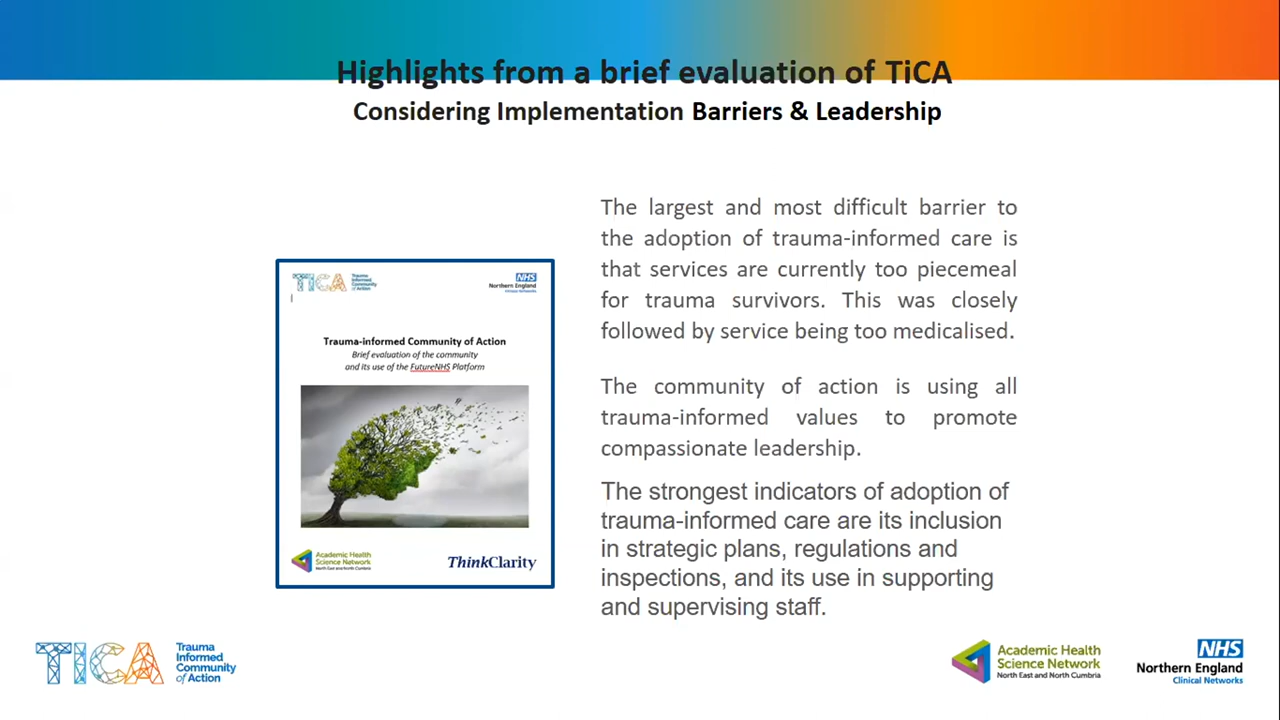 Highlights from a brief evaluation of TiCA
Considering Implementation Barriers & Leadership
TiCA
Trauma
Informed
Community
of Action
NHS
Northern England
Clinical Networks
Trauma-informed Community of Action
Brief evaluation of the community
and its use of the FutureNHS Platform
Academic Health
Science Network
North East and North Cumbria
ThinkClarity
The largest and most difficult barrier to
the adoption of trauma-informed care is
that services are currently too piecemeal
for trauma survivors. This was closely
followed by service being too medicalised.
The community of action is using all
trauma-informed values to promote
compassionate leadership.
The strongest indicators of adoption of
trauma-informed care are its inclusion
in strategic plans, regulations and
inspections, and its use in supporting
and supervising staff.
TiCA
Trauma
Informed
Community
of Action
Academic Health
Science Network
North East and North Cumbria
NHS
Northern England
Clinical Networks